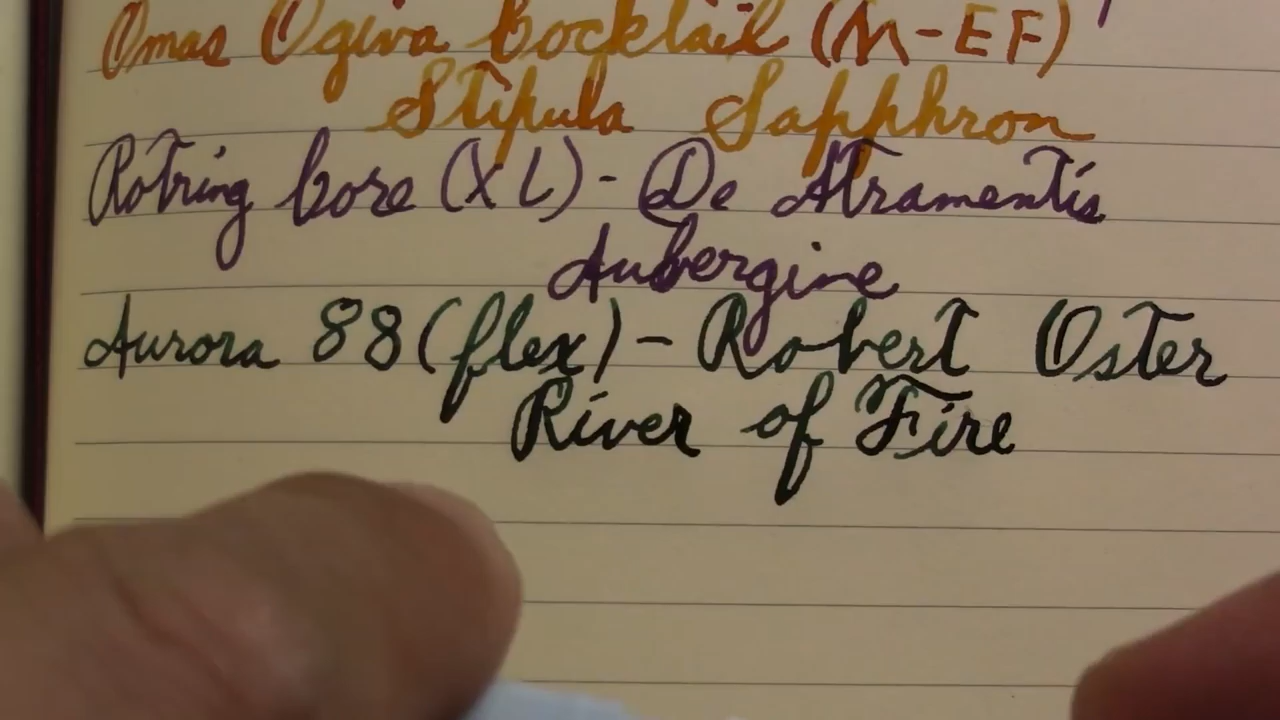 Omas Ogiva Cocktail (M-EF)
Stipula Sapphron
Rotring Core (XL) - De Atramentis
Aubergine
Aurora 88 (flex) - Robert Oster
River of Fire